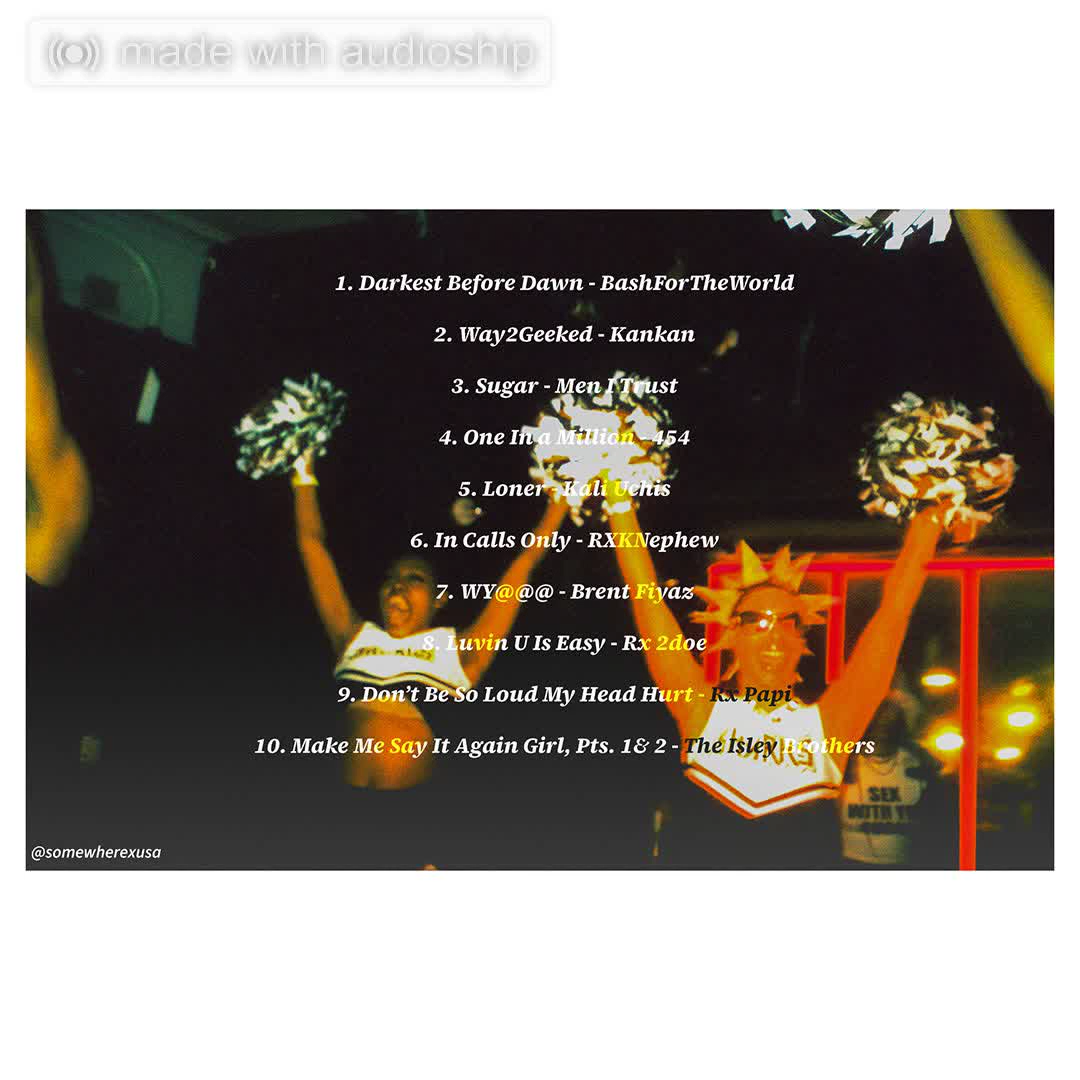 made with audioship
1. Darkest Before Dawn - BashForTheWorld
2. Way2Geeked - Kankan
3. Sugar - Men I Trust
4. One In a Million - 454
5. Loner - Kali Uchis
6. In Calls Only - RXKNephew
7. WY@@@ - Brent Fiyaz
8. Luvin U Is Easy - Rx 2doe
9. Don’t Be So Loud My Head Hurt - Rx Papi
10. Make Me Say It Again Girl, Pts. 1& 2 - The Isley Brothers
SEX
WITH
@somewherexusa